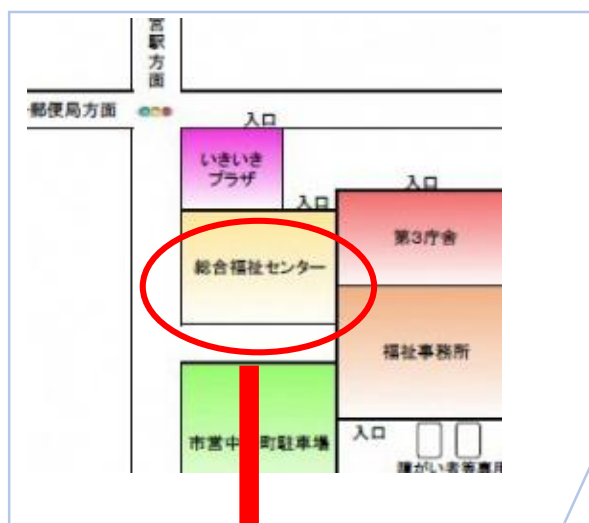 宮駅方面
郵便局方面
入口
いきいき
プラザ
入口
入口
第3庁舎
総合福祉センター
福祉事務所
市営中
町駐車場
入口
障がい者等専用